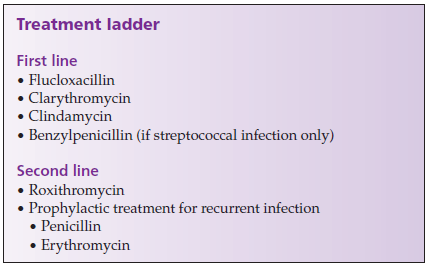 Treatment ladder
First line
• Flucloxacillin
• Clarythromycin
• Clindamycin
• Benzylpenicillin (if streptococcal infection only)
Second line
• Roxithromycin
• Prophylactic treatment for recurrent infection
• Penicillin
• Erythromycin